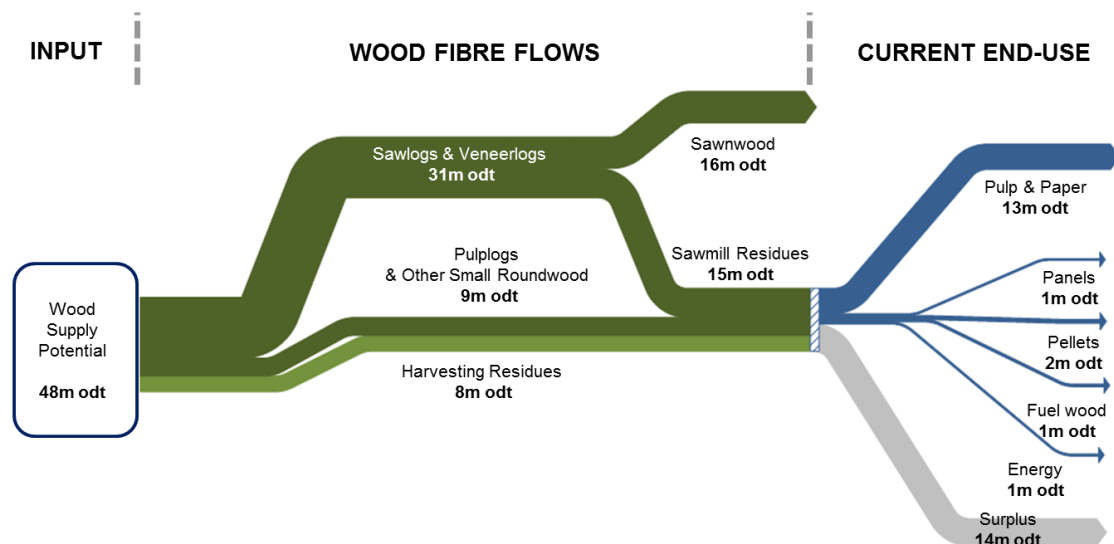 INPUT
WOOD FIBRE FLOWS
CURRENT END-USE
Sawlogs & Veneerlogs
31m odt
Sawnwood
16m odt
Pulp & Paper
13m odt
Pulplogs
& Other Small Roundwood
9m odt
Sawmill Residues
15m odt
Panels
1m odt
Wood
Supply
Potential
48m odt
Pellets
2m odt
Harvesting Residues
8m odt
Fuel wood
1m odt
Energy
1m odt
Surplus
14m odt